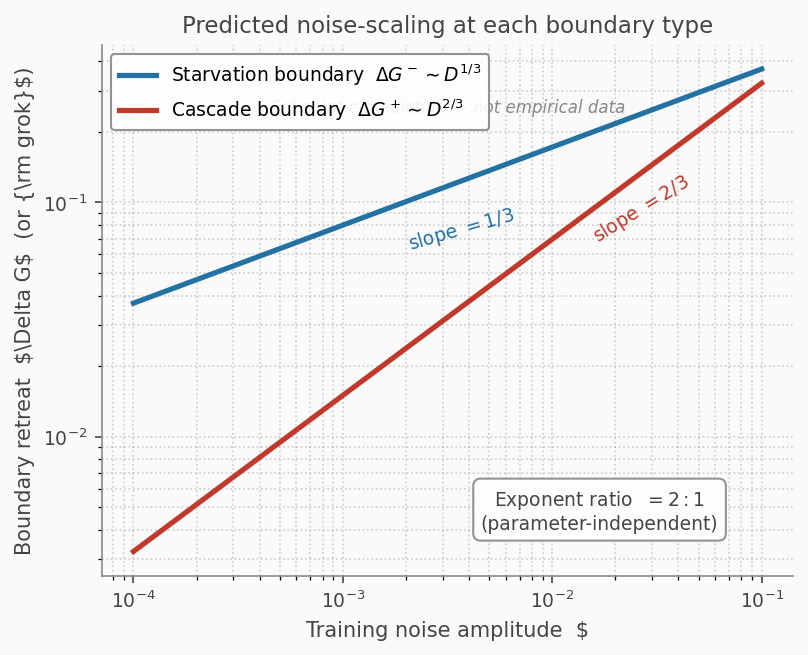 Predicted noise-scaling at each boundary type
Starvation boundary ΔG⁻ ~ D^{1/3}
Cascade boundary ΔG⁺ ~ D^{2/3}
not empirical data
Boundary retreat $\Delta G$ (or {\rm grok}$)
10⁻¹
10⁻²
slope = 1/3
slope = 2/3
Exponent ratio = 2 : 1
(parameter-independent)
10⁻⁴ 10⁻³ 10⁻² 10⁻¹
Training noise amplitude $